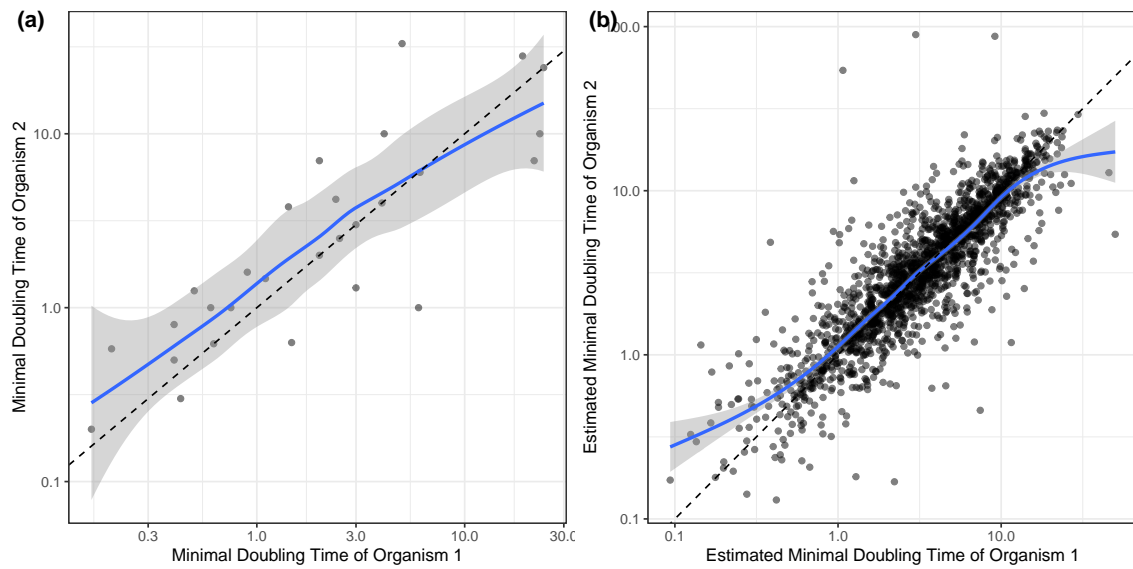 (a)
Minimal Doubling Time of Organism 2
10.0
1.0
0.1
0.3
1.0
3.0
10.0
30.0
Minimal Doubling Time of Organism 1
(b)
Estimated Minimal Doubling Time of Organism 2
100.0
10.0
1.0
0.1
0.1
1.0
10.0
Estimated Minimal Doubling Time of Organism 1